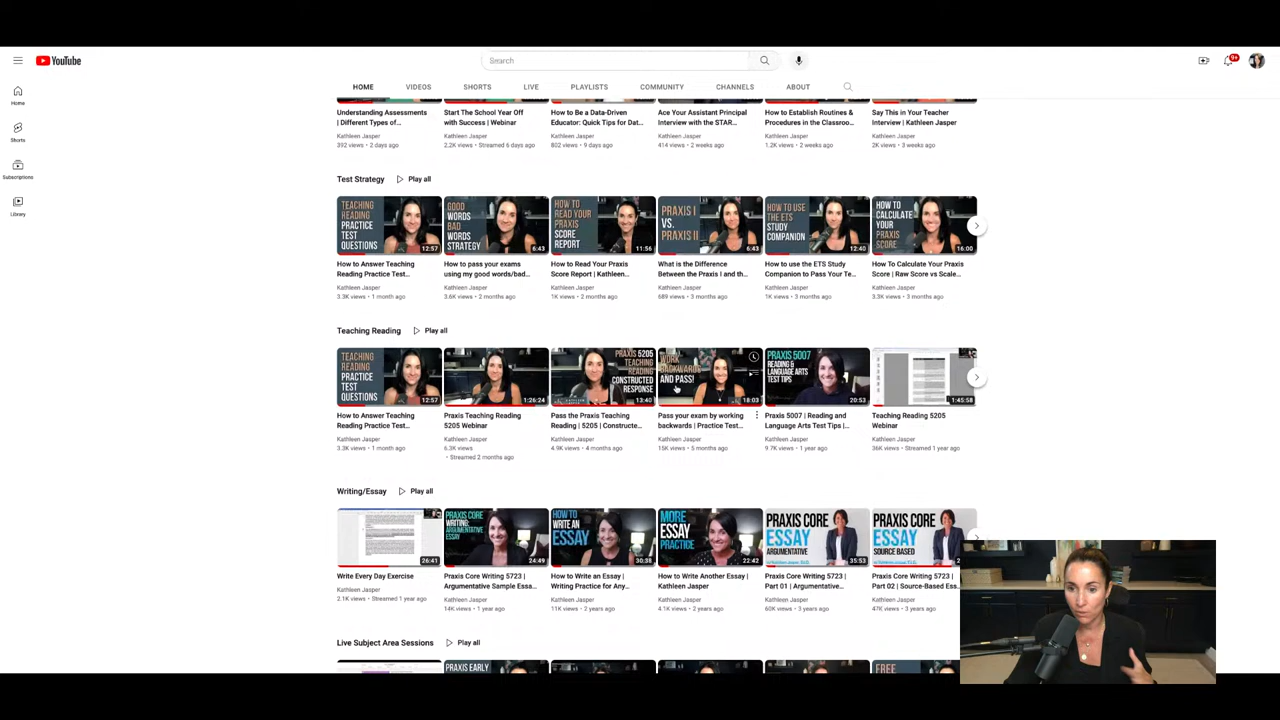 YouTube
Search
9+
Home
Shorts
Subscriptions
Library
HOME
VIDEOS
SHORTS
LIVE
PLAYLISTS
COMMUNITY
CHANNELS
ABOUT
Understanding Assessments
| Different Types of...
Kathleen Jasper
392 views • 2 days ago
Start The School Year Off
with Success | Webinar
Kathleen Jasper
2.2K views • Streamed 6 days ago
How to Be a Data-Driven
Educator: Quick Tips for Dat...
Kathleen Jasper
802 views • 9 days ago
Ace Your Assistant Principal
Interview with the STAR...
Kathleen Jasper
414 views • 2 weeks ago
How to Establish Routines &
Procedures in the Classroo...
Kathleen Jasper
1.2K views • 2 weeks ago
Say This in Your Teacher
Interview | Kathleen Jasper
Kathleen Jasper
2K views • 3 weeks ago
Test Strategy
Play all
TEACHING
READING
PRACTICE
TEST
QUESTIONS
12:57
How to Answer Teaching
Reading Practice Test...
Kathleen Jasper
3.3K views • 1 month ago
GOOD
WORDS
BAD
WORDS
STRATEGY
6:43
How to pass your exams
using my good words/bad...
Kathleen Jasper
3.6K views • 2 months ago
HOW TO
READ YOUR
PRAXIS
SCORE
REPORT
11:56
How to Read Your Praxis
Score Report | Kathleen...
Kathleen Jasper
1K views • 2 months ago
PRAXIS I
VS.
PRAXIS II
6:43
What is the Difference
Between the Praxis I and th...
Kathleen Jasper
689 views • 3 months ago
HOW TO USE
THE ETS
STUDY
COMPANION
12:40
How to use the ETS Study
Companion to Pass Your Te...
Kathleen Jasper
1K views • 3 months ago
HOW TO
CALCULATE
YOUR
PRAXIS
SCORE
16:00
How To Calculate Your Praxis
Score | Raw Score vs Scale...
Kathleen Jasper
3.3K views • 3 months ago
Teaching Reading
Play all
TEACHING
READING
PRACTICE
TEST
QUESTIONS
12:57
How to Answer Teaching
Reading Practice Test...
Kathleen Jasper
3.3K views • 1 month ago
1:26:24
Praxis Teaching Reading
5205 Webinar
Kathleen Jasper
6.3K views
• Streamed 2 months ago
PRAXIS 5205
TEACHING
READING
CONSTRUCTED
RESPONSE
13:40
Pass the Praxis Teaching
Reading | 5205 | Constructe...
Kathleen Jasper
4.9K views • 4 months ago
WORK
BACKWARDS
AND PASS!
18:03
Pass your exam by working
backwards | Practice Test...
Kathleen Jasper
15K views • 5 months ago
PRAXIS 5007
READING &
LANGUAGE ARTS
TEST TIPS
20:53
Praxis 5007 | Reading and
Language Arts Test Tips |...
Kathleen Jasper
9.7K views • 1 year ago
1:45:58
Teaching Reading 5205
Webinar
Kathleen Jasper
36K views • Streamed 1 year ago
Writing/Essay
Play all
26:41
Write Every Day Exercise
Kathleen Jasper
2.1K views • Streamed 1 year ago
PRAXIS CORE
WRITING:
ARGUMENTATIVE
ESSAY
24:49
Praxis Core Writing 5723 |
Argumentative Sample Essa...
Kathleen Jasper
14K views • 1 year ago
HOW TO
WRITE AN
ESSAY
30:38
How to Write an Essay |
Writing Practice for Any...
Kathleen Jasper
11K views • 2 years ago
MORE
ESSAY
PRACTICE
22:42
How to Write Another Essay |
Kathleen Jasper
Kathleen Jasper
4.1K views • 2 years ago
PRAXIS CORE
ESSAY
ARGUMENTATIVE
35:53
Praxis Core Writing 5723 |
Part 01 | Argumentative...
Kathleen Jasper
60K views • 3 years ago
PRAXIS CORE
ESSAY
SOURCE BASED
Praxis Core Writing 5723 |
Part 02 | Source-Based Ess...
Kathleen Jasper
47K views • 3 years ago
Live Subject Area Sessions
Play all
PRAXIS EARLY
FREE